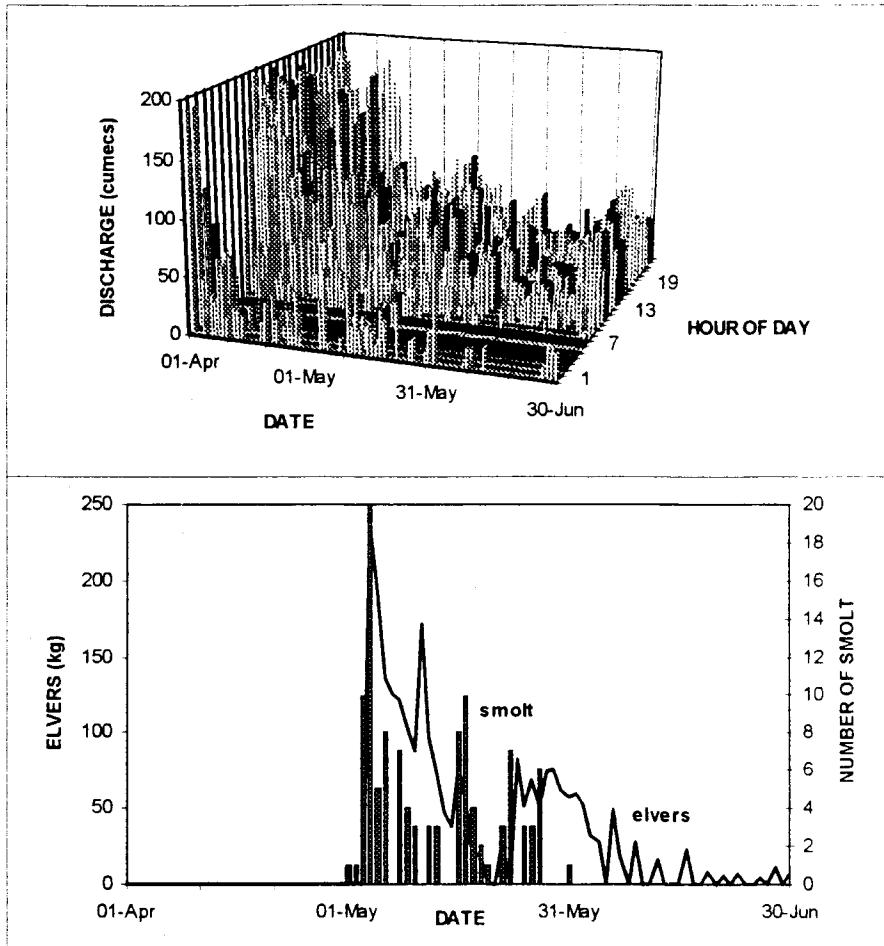 200
150
100
50
0
DISCHARGE (cumecs)
01-Apr
01-May
31-May
30-Jun
DATE
1
7
13
19
HOUR OF DAY
250
200
150
100
50
0
ELVERS (kg)
20
18
16
14
12
10
8
6
4
2
0
NUMBER OF SMOLT
smolt
elvers
01-Apr
01-May
31-May
30-Jun
DATE